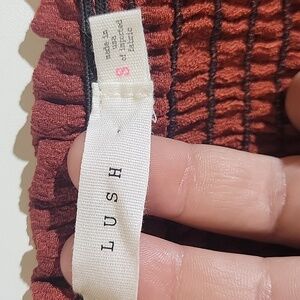 made in
usa
of imported
fabric
S
LUSH